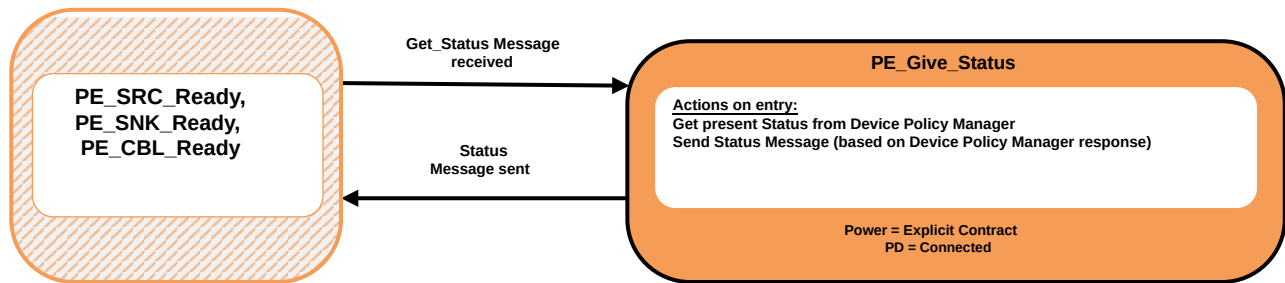 PE_SRC_Ready,
PE_SNK_Ready,
PE_CBL_Ready
Get_Status Message
received
Status
Message sent
PE_Give_Status
Actions on entry:
Get present Status from Device Policy Manager
Send Status Message (based on Device Policy Manager response)
Power = Explicit Contract
PD = Connected